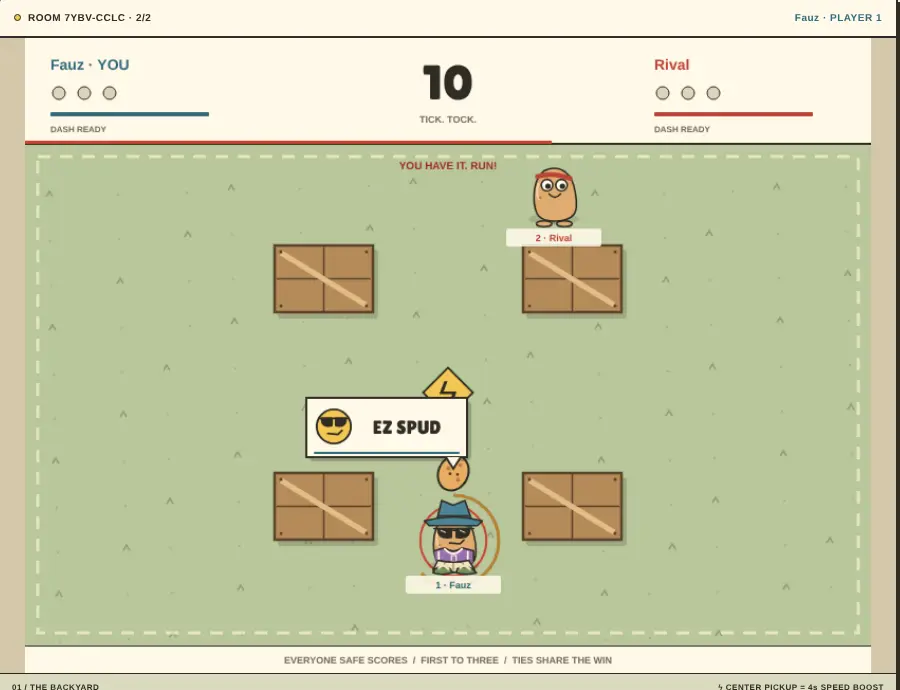 ROOM 7YBV-CCLC · 2/2
Fauz · PLAYER 1
Fauz · YOU
10
Rival
TICK. TOCK.
DASH READY
DASH READY
YOU HAVE IT. RUN!
2 · Rival
EZ SPUD
1 · Fauz
EVERYONE SAFE SCORES / FIRST TO THREE / TIES SHARE THE WIN
01 / THE BACKYARD
ϟ CENTER PICKUP = 4s SPEED BOOST